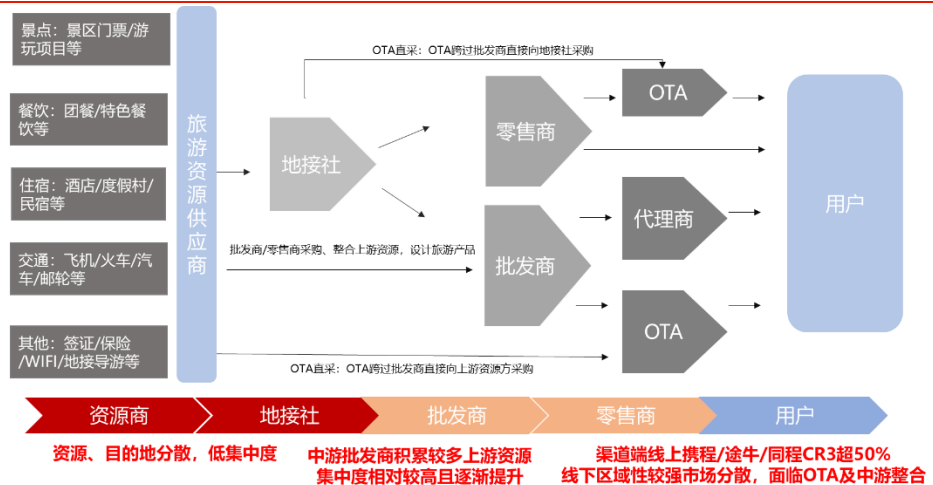 景点：景区门票/游
玩项目等
餐饮：团餐/特色餐
饮等
住宿：酒店/度假村/
民宿等
交通：飞机/火车/汽
车/邮轮等
其他：签证/保险
/WIFI/地接导游等
旅游资源供应商
地接社
OTA直采：OTA跨过批发商直接向地接社采购
零售商
OTA
批发商/零售商采购、整合上游资源，设计旅游产品
批发商
代理商
OTA
OTA直采：OTA跨过批发商直接向上游资源方采购
用户
资源商
地接社
批发商
零售商
用户
资源、目的地分散，低集中度
中游批发商积累较多上游资源
集中度相对较高且逐渐提升
渠道端线上携程/途牛/同程CR3超50%
线下区域性较强市场分散，面临OTA及中游整合